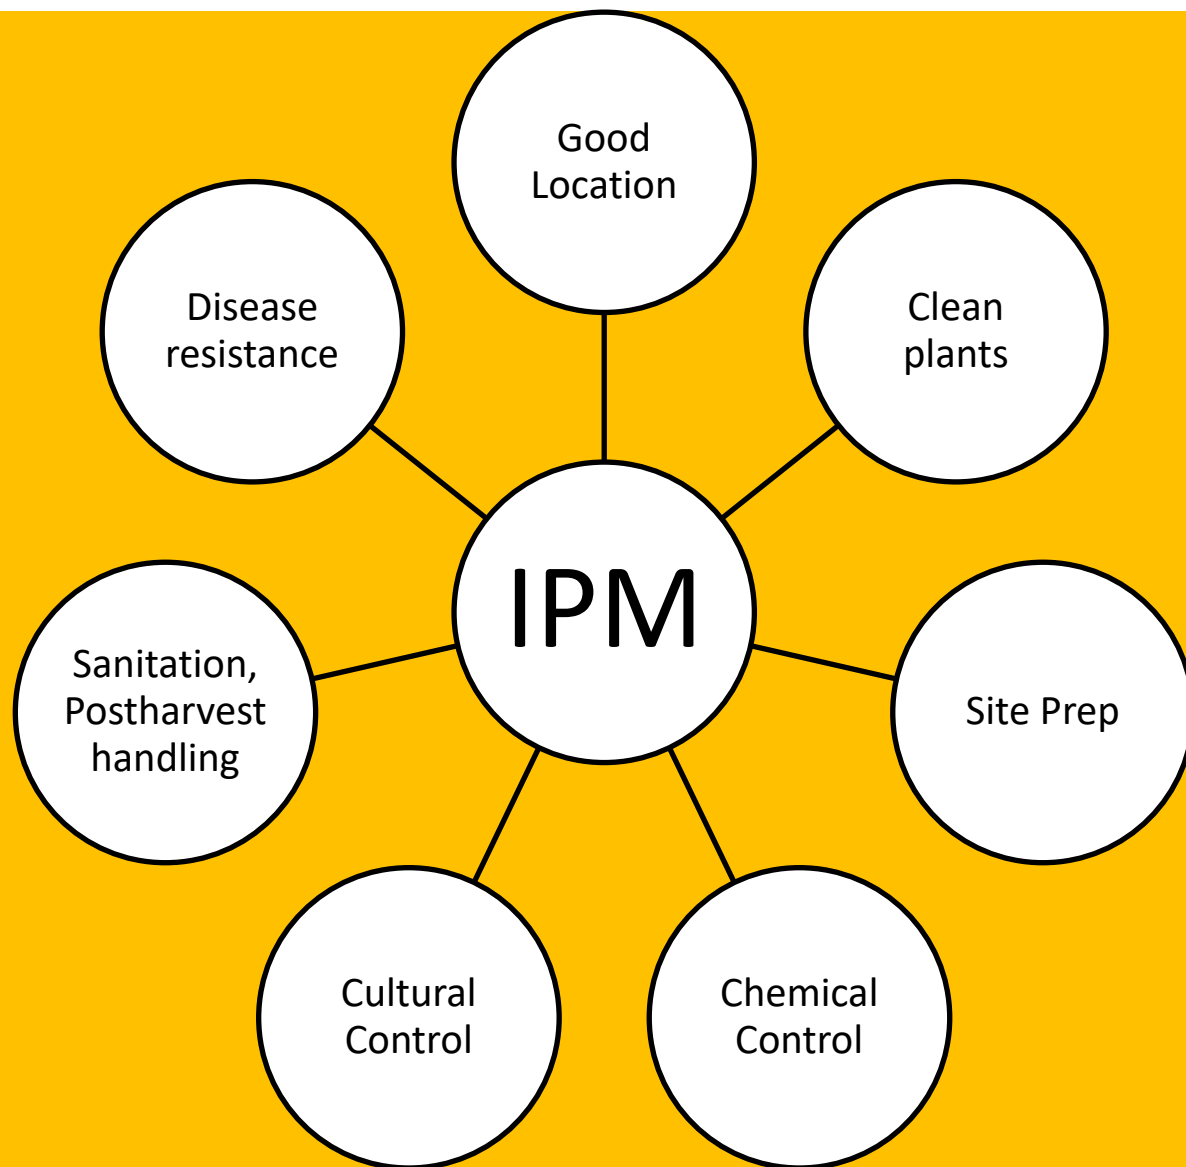 Good
Location
Disease
resistance
Clean
plants
IPM
Sanitation,
Postharvest
handling
Site Prep
Cultural
Control
Chemical
Control